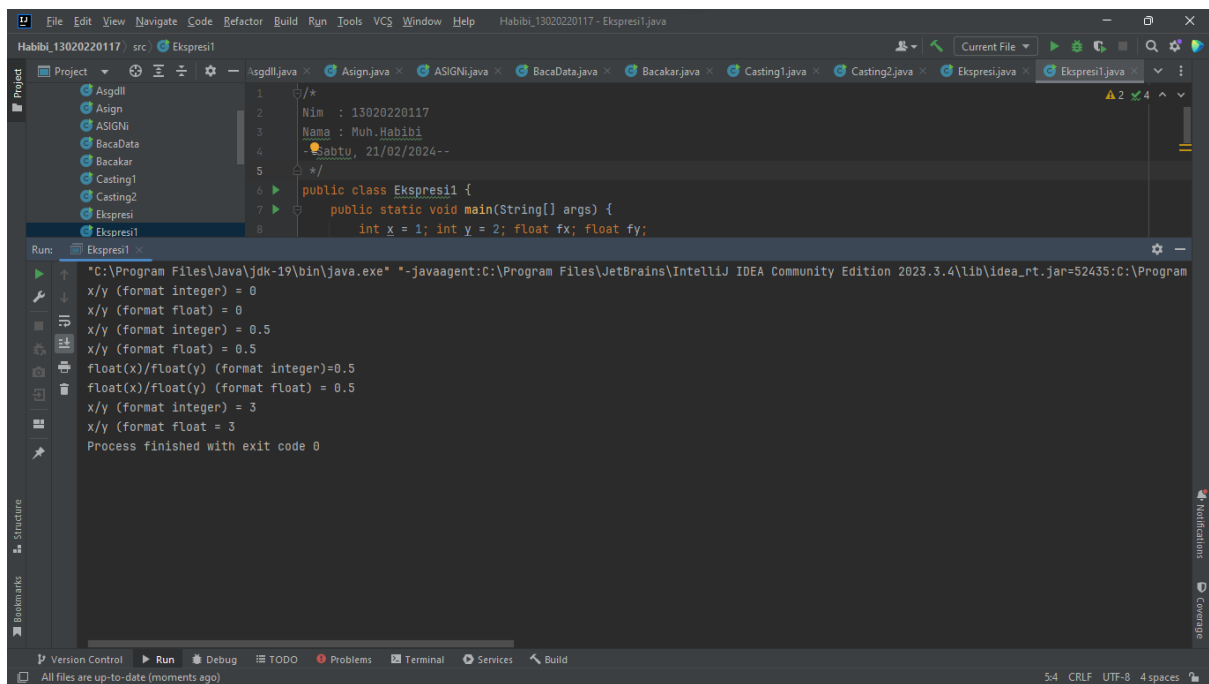 File Edit View Navigate Code Refactor Build Run Tools VCS Window Help Habibi_13020220117 - Ekspresi1.java
Habibi_13020220117 src Ekspresi1 Current File
Project Asgdll.java Asign.java ASIGNi.java BacaData.java Bacakar.java Casting1.java Casting2.java Ekspresi.java Ekspresi1.java
Project
Asgdll
Asign
ASIGNi
BacaData
Bacakar
Casting1
Casting2
Ekspresi
Ekspresi1
2 4
1 /*
2 Nim : 13020220117
3 Nama : Muh.Habibi
4 - Sabtu, 21/02/2024--
5 */
6 public class Ekspresi1 {
7 public static void main(String[] args) {
8 int x = 1; int y = 2; float fx; float fy;
Run: Ekspresi1
"C:\Program Files\Java\jdk-19\bin\java.exe" "-javaagent:C:\Program Files\JetBrains\IntelliJ IDEA Community Edition 2023.3.4\lib\idea_rt.jar=52435:C:\Program
x/y (format integer) = 0
x/y (format float) = 0
x/y (format integer) = 0.5
x/y (format float) = 0.5
float(x)/float(y) (format integer)=0.5
float(x)/float(y) (format float) = 0.5
x/y (format integer) = 3
x/y (format float = 3
Process finished with exit code 0
Structure
Bookmarks
Notifications
Coverage
Version Control Run Debug TODO Problems Terminal Services Build
All files are up-to-date (moments ago) 5:4 CRLF UTF-8 4 spaces